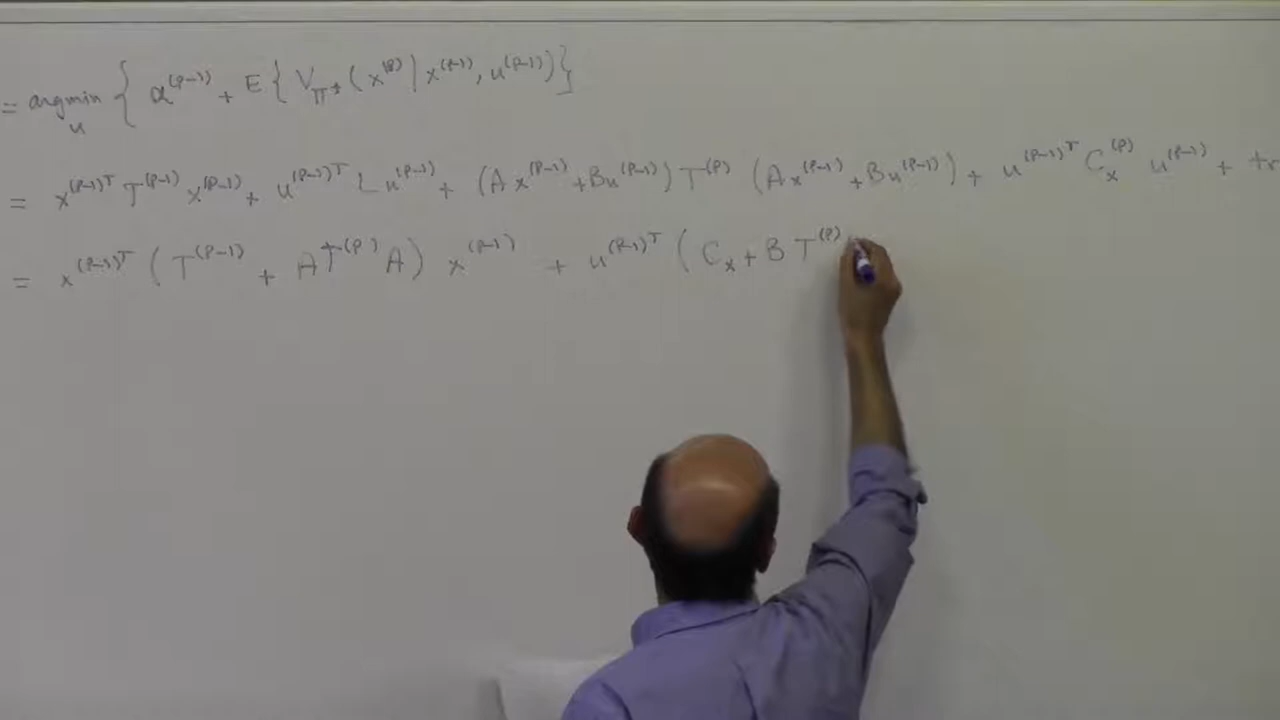 = argmin_u { α^(p-1) + E { V_π* ( x^(p) | x^(p-1), u^(p-1) ) }
= x^(p-1)T T^(p-1) x^(p-1) + u^(p-1)T L u^(p-1) + (A x^(p-1) + B u^(p-1)) T^(p) (A x^(p-1) + B u^(p-1)) + u^(p-1)T C_x^(p) u^(p-1) + tr
= x^(p-1)T ( T^(p-1) + A T^(p) A ) x^(p-1) + u^(p-1)T ( C_x + B T^(p)